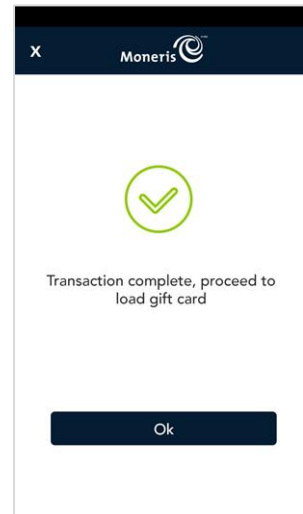 X
Moneris
Transaction complete, proceed to
load gift card
Ok